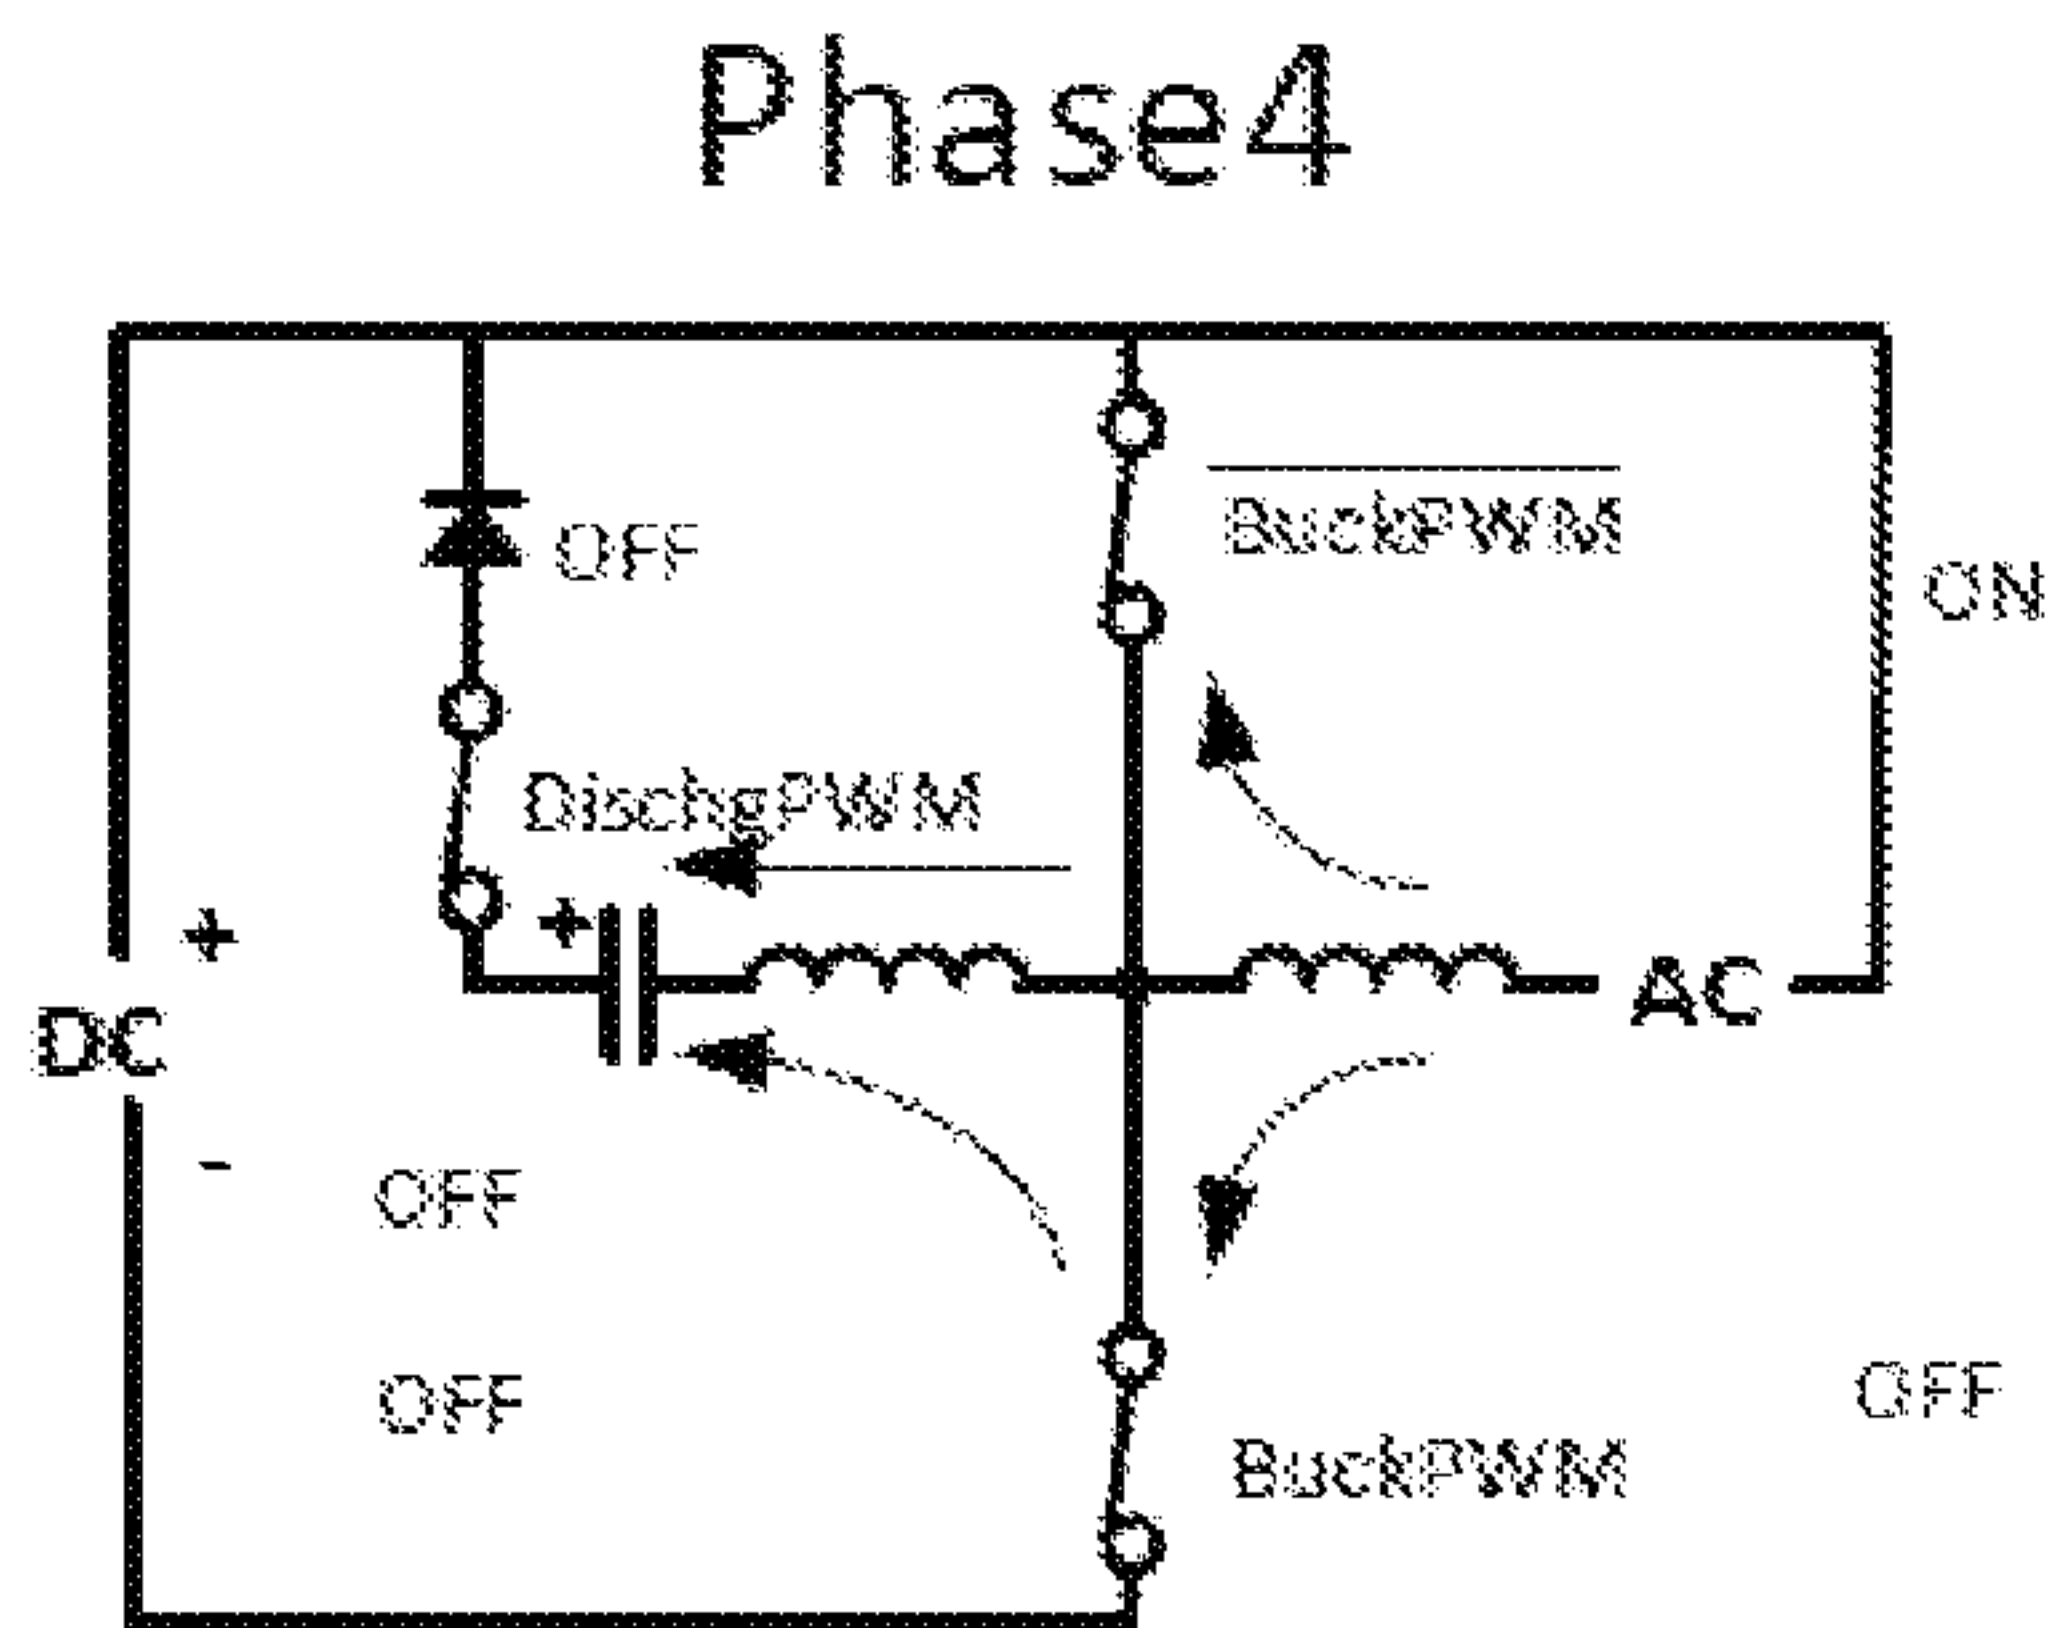 Phase4
OFF
BuckPWM
ON
DischgPWM
+
+
DC
AC
-
OFF
OFF
OFF
BuckPWM